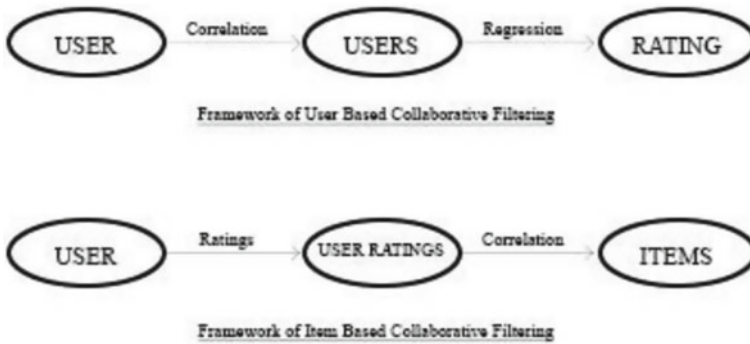 Correlation
Regression
USER
USERS
RATING
Framework of User Based Collaborative Filtering
Ratings
Correlation
USER
USER RATINGS
ITEMS
Framework of Item Based Collaborative Filtering